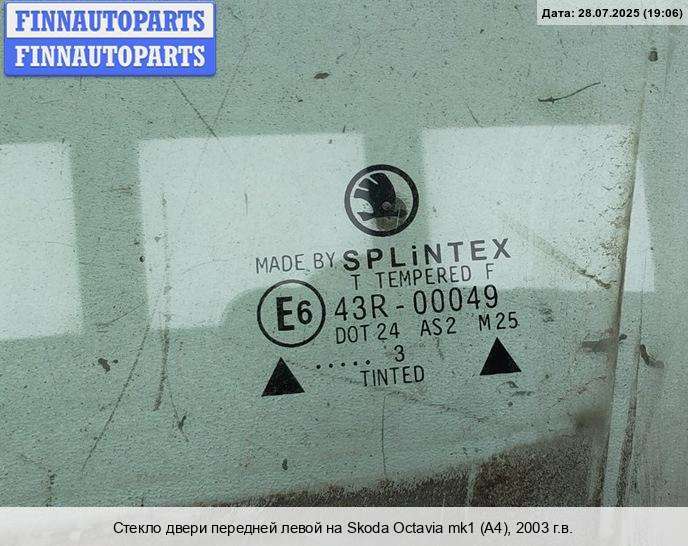 FINNAUTOPARTS
FINNAUTOPARTS
Дата: 28.07.2025 (19:06)
MADE BY SPLiNTEX
T TEMPERED F
E6 43R-00049
DOT 24 AS2 M25
..... 3
TINTED
Стекло двери передней левой на Skoda Octavia mk1 (A4), 2003 г.в.